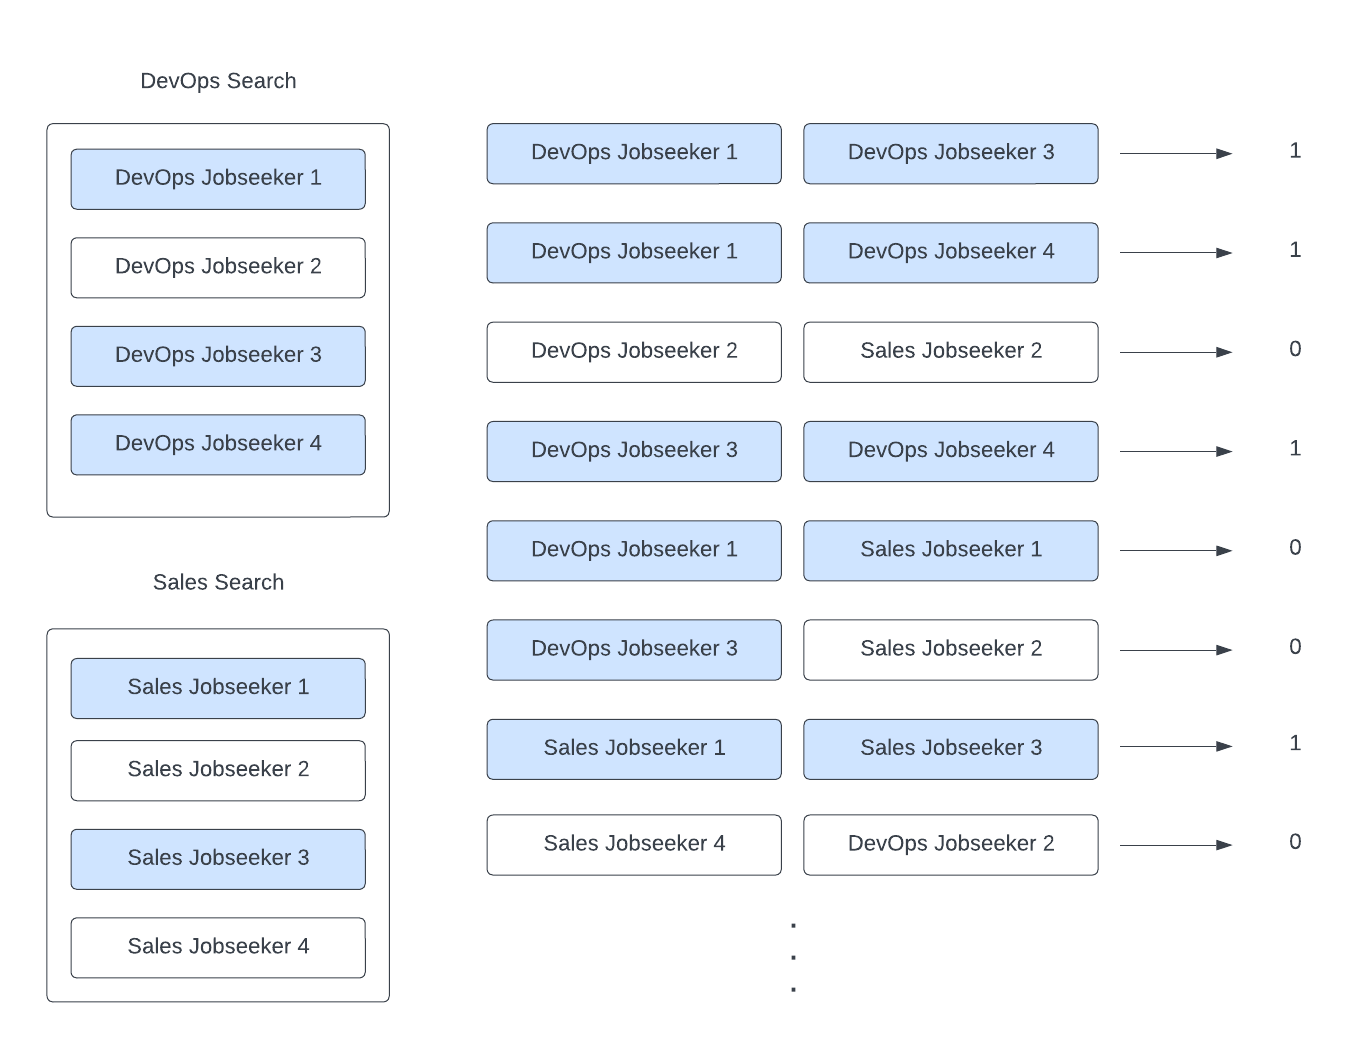 DevOps Search
DevOps Jobseeker 1
DevOps Jobseeker 2
DevOps Jobseeker 3
DevOps Jobseeker 4
Sales Search
Sales Jobseeker 1
Sales Jobseeker 2
Sales Jobseeker 3
Sales Jobseeker 4
DevOps Jobseeker 1 DevOps Jobseeker 3 1
DevOps Jobseeker 1 DevOps Jobseeker 4 1
DevOps Jobseeker 2 Sales Jobseeker 2 0
DevOps Jobseeker 3 DevOps Jobseeker 4 1
DevOps Jobseeker 1 Sales Jobseeker 1 0
DevOps Jobseeker 3 Sales Jobseeker 2 0
Sales Jobseeker 1 Sales Jobseeker 3 1
Sales Jobseeker 4 DevOps Jobseeker 2 0
.
.
.